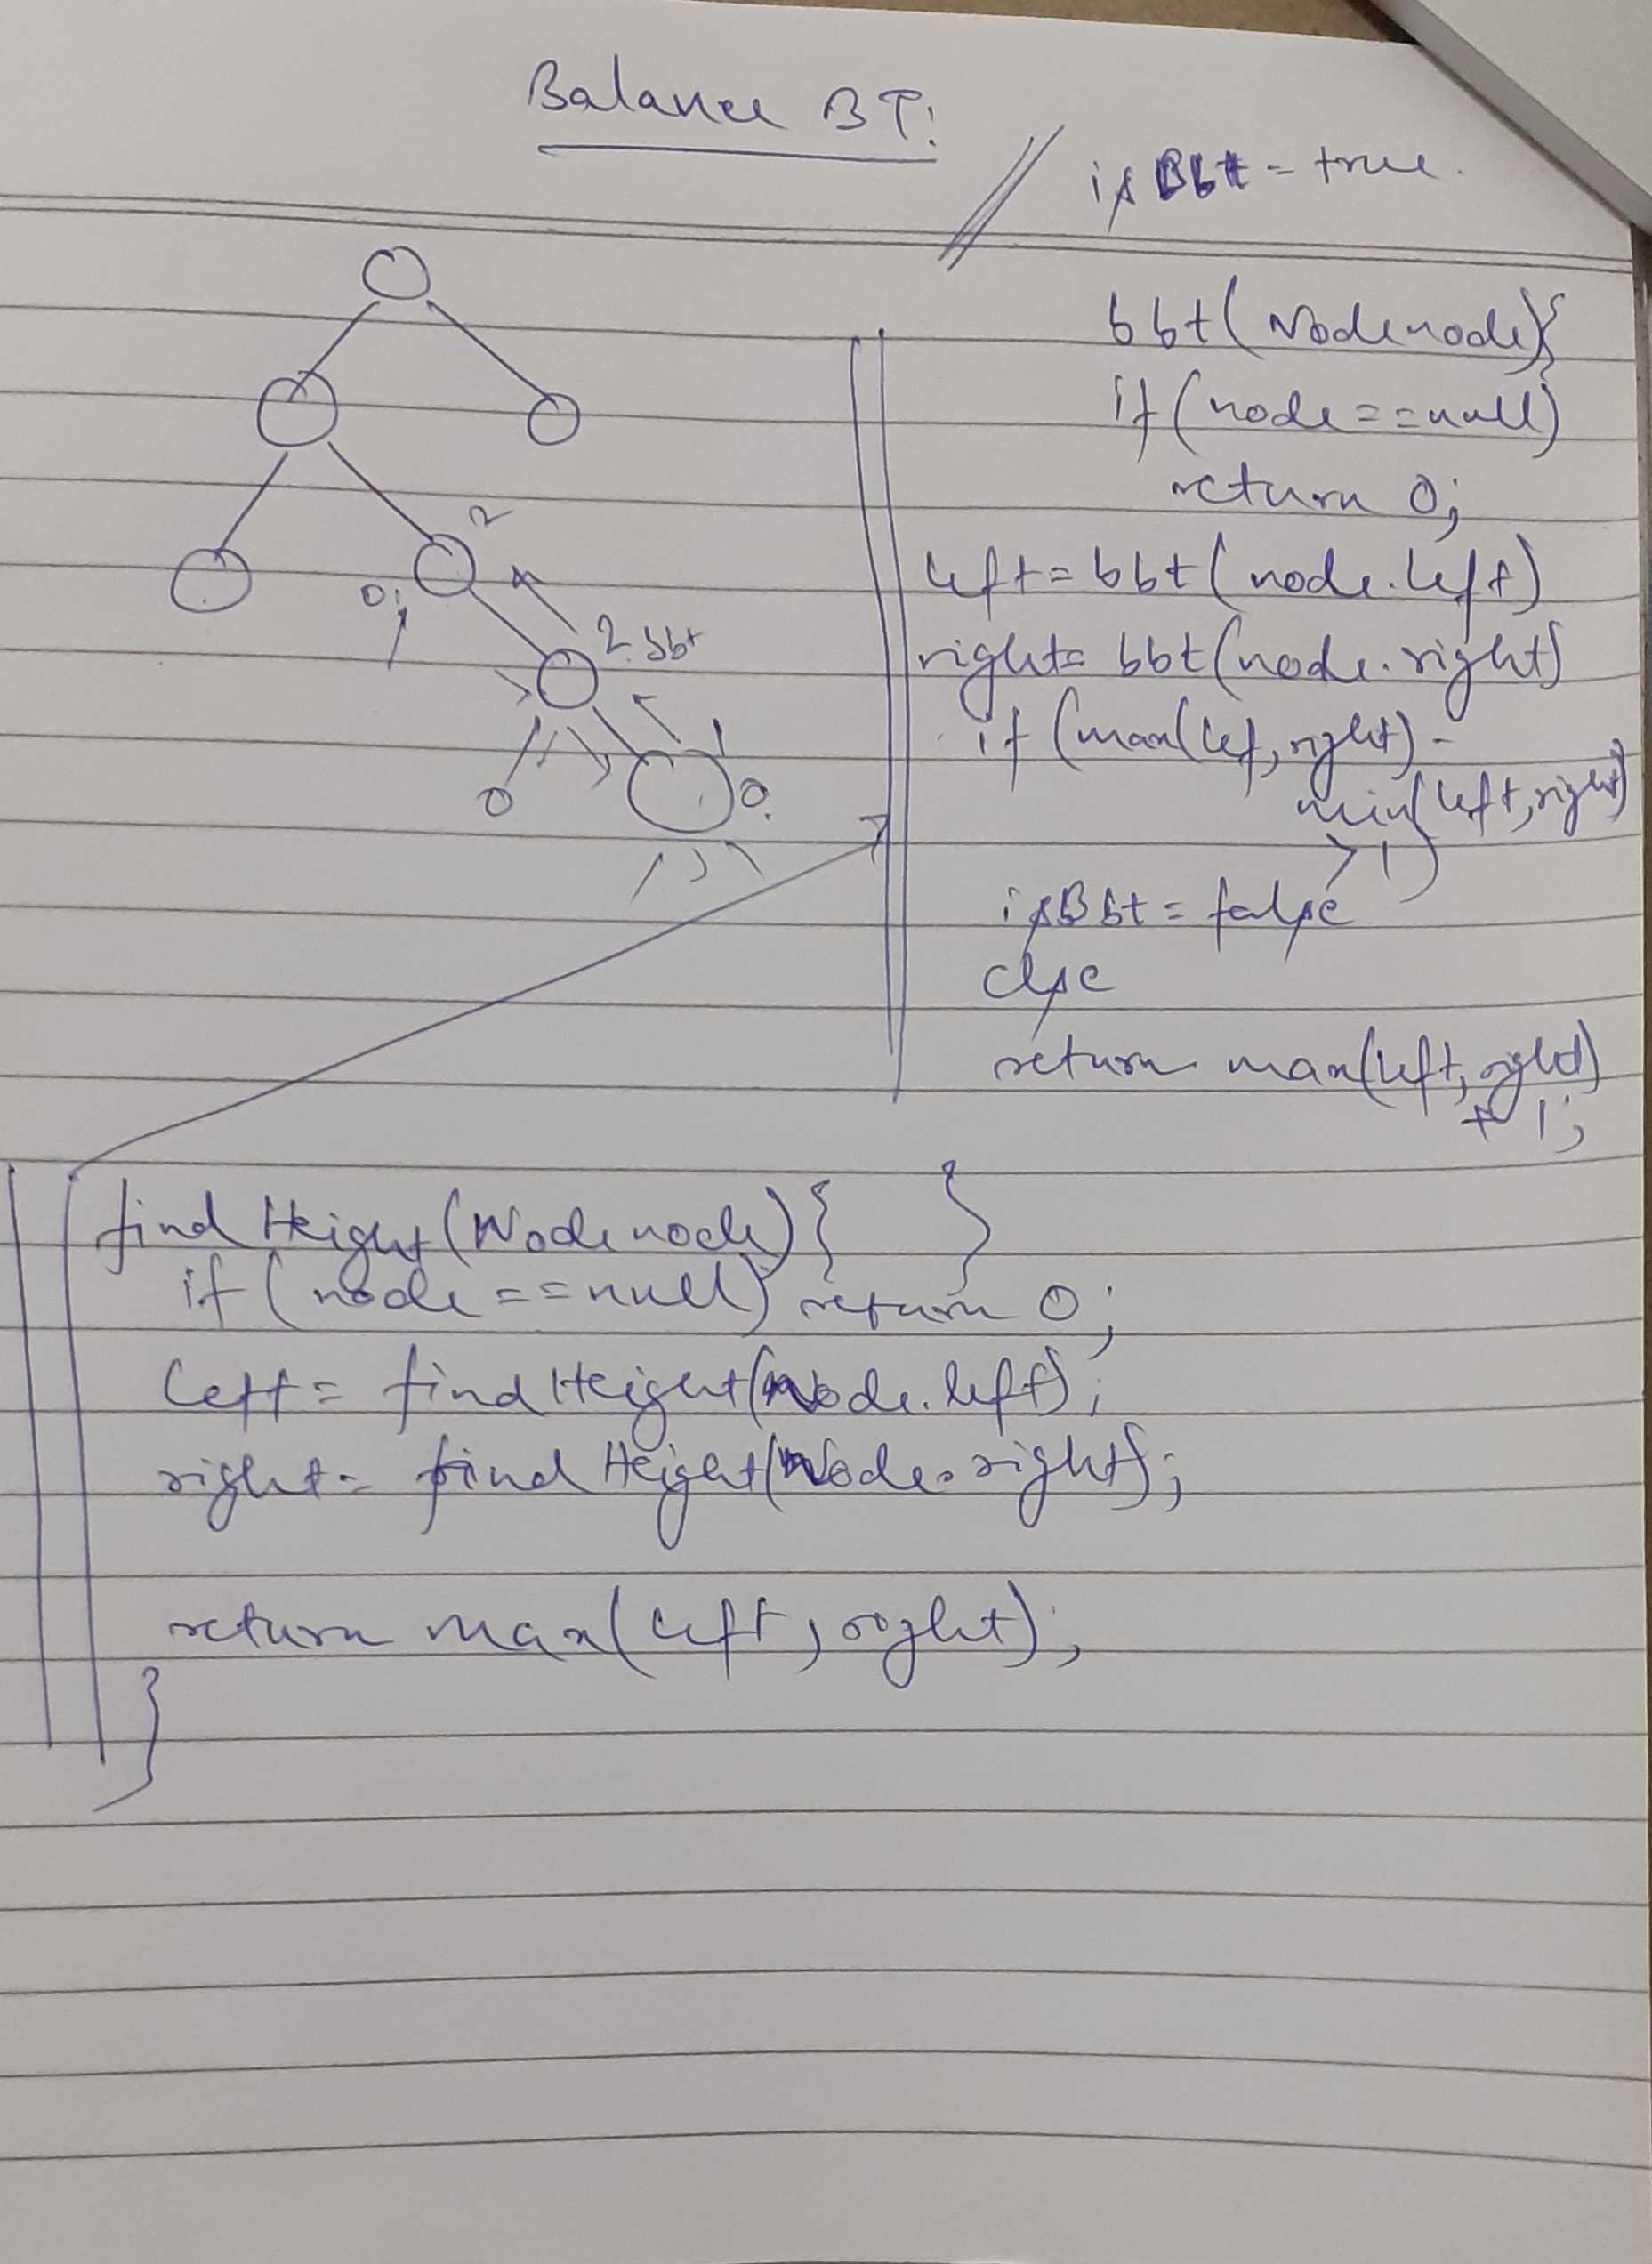 Balance BT:
isBbt = true.
bbt(Node node){
if(node==null)
return 0;
left=bbt(node.left)
right=bbt(node.right)
if(max(lef,right)-
min(left,right)
>1)
isBbt=false
else
return max(left,right)
+1;
}
2
0;
2 bbt
1
0
0.
findHeight(Node node){
if(node==null) return 0;
left= findHeight(Node.left);
right= findHeight(Node.right);
return max(left,right);
}